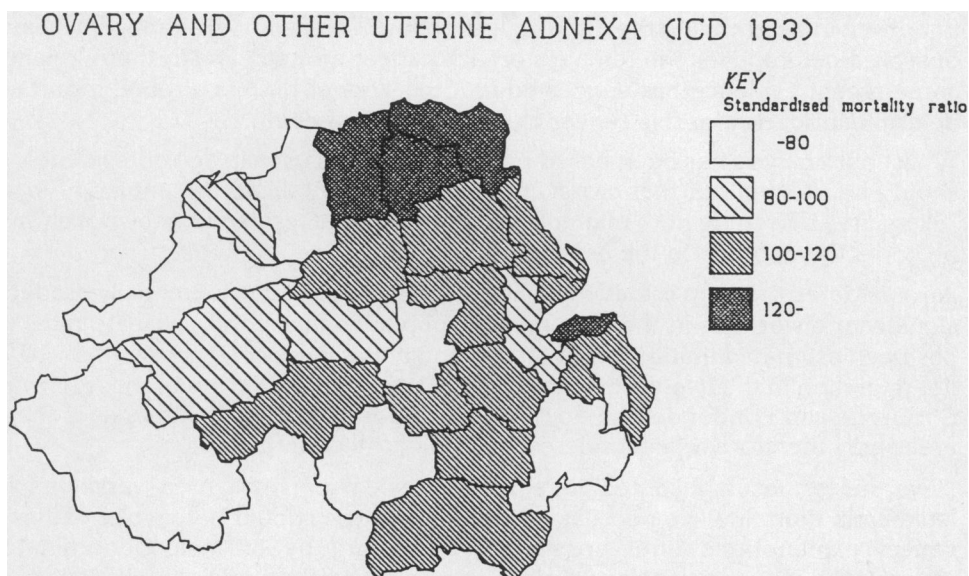 OVARY AND OTHER UTERINE ADNEXA (ICD 183)
KEY
Standardised mortality ratio
-80
80-100
100-120
120-